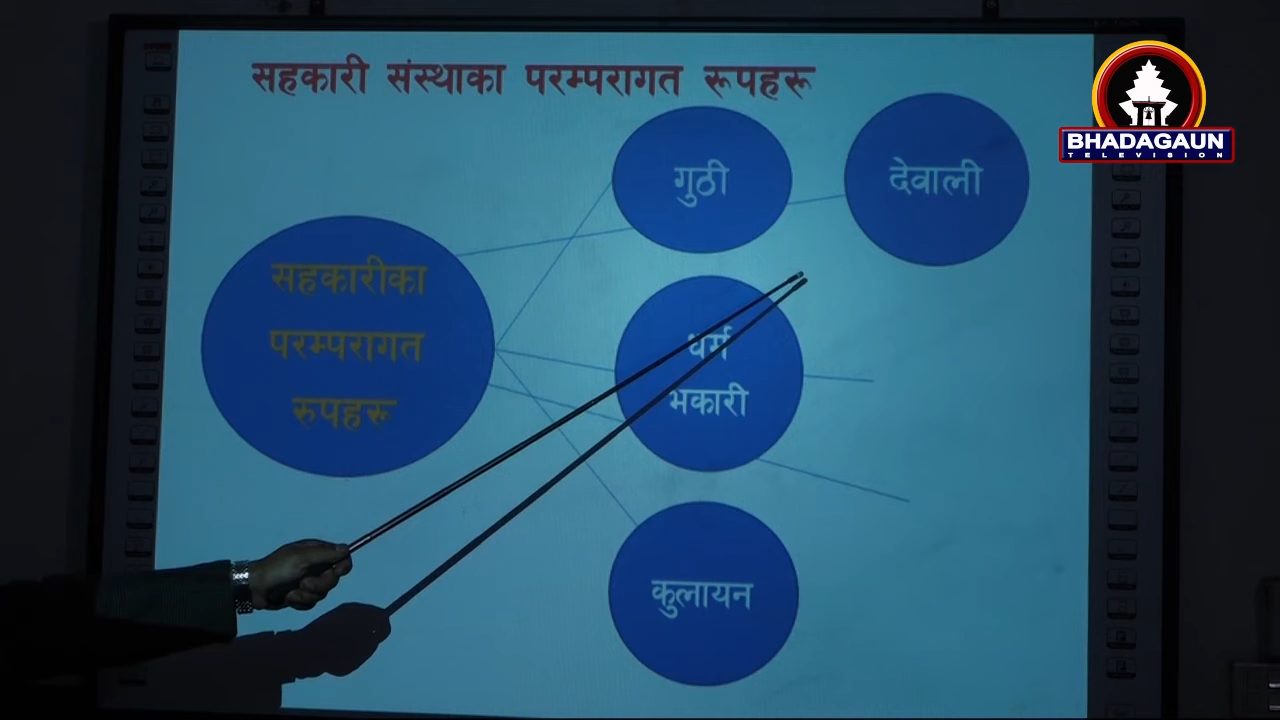 सहकारी संस्थाका परम्परागत रूपहरू
BHADAGAUN
TELEVISION
गुठी
देवाली
सहकारीका
परम्परागत
रुपहरू
धर्म
भकारी
कुलायन